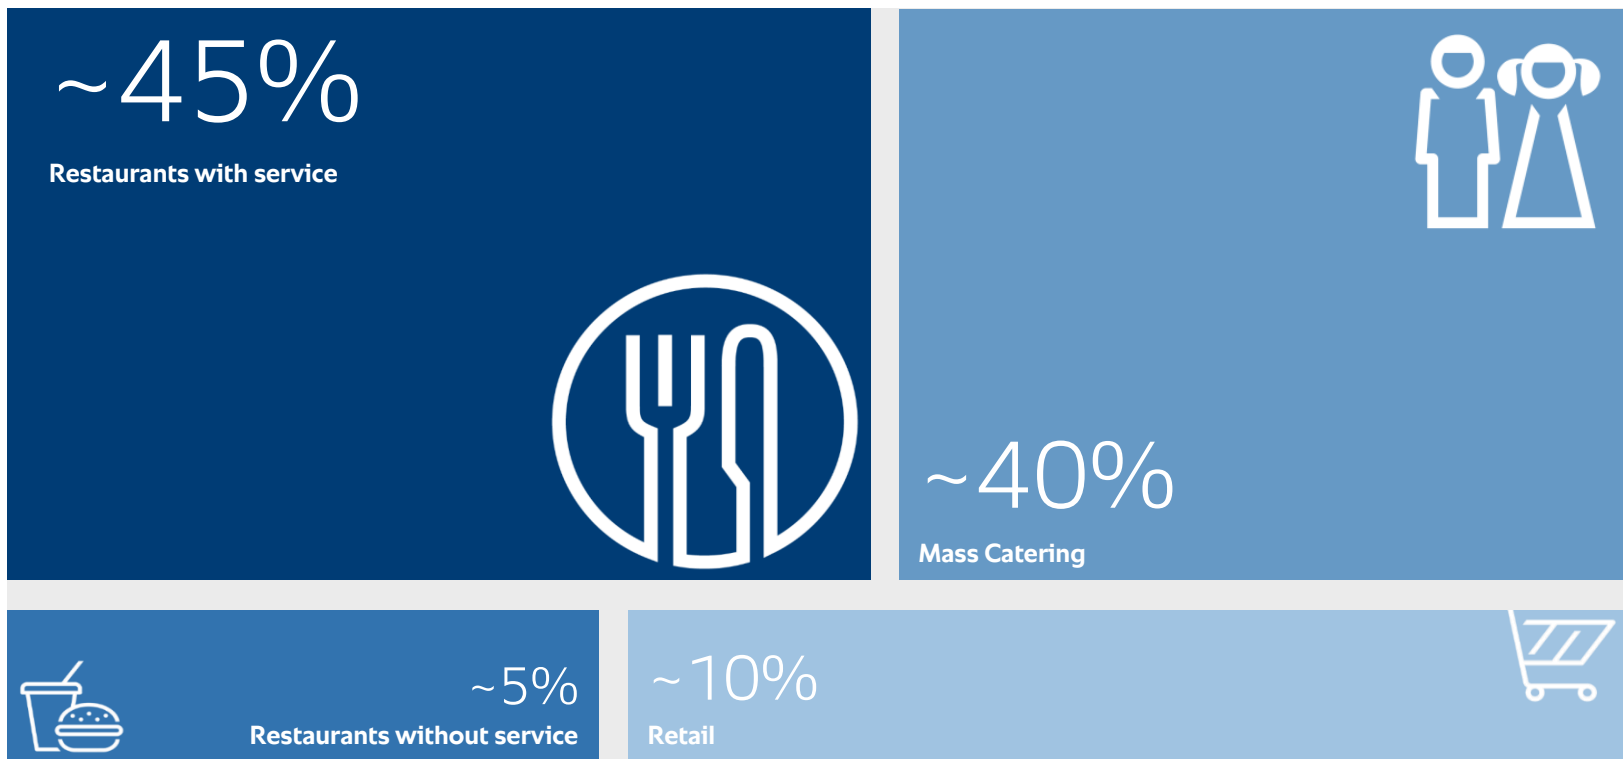 ~45%
Restaurants with service
~40%
Mass Catering
~5%
Restaurants without service
~10%
Retail